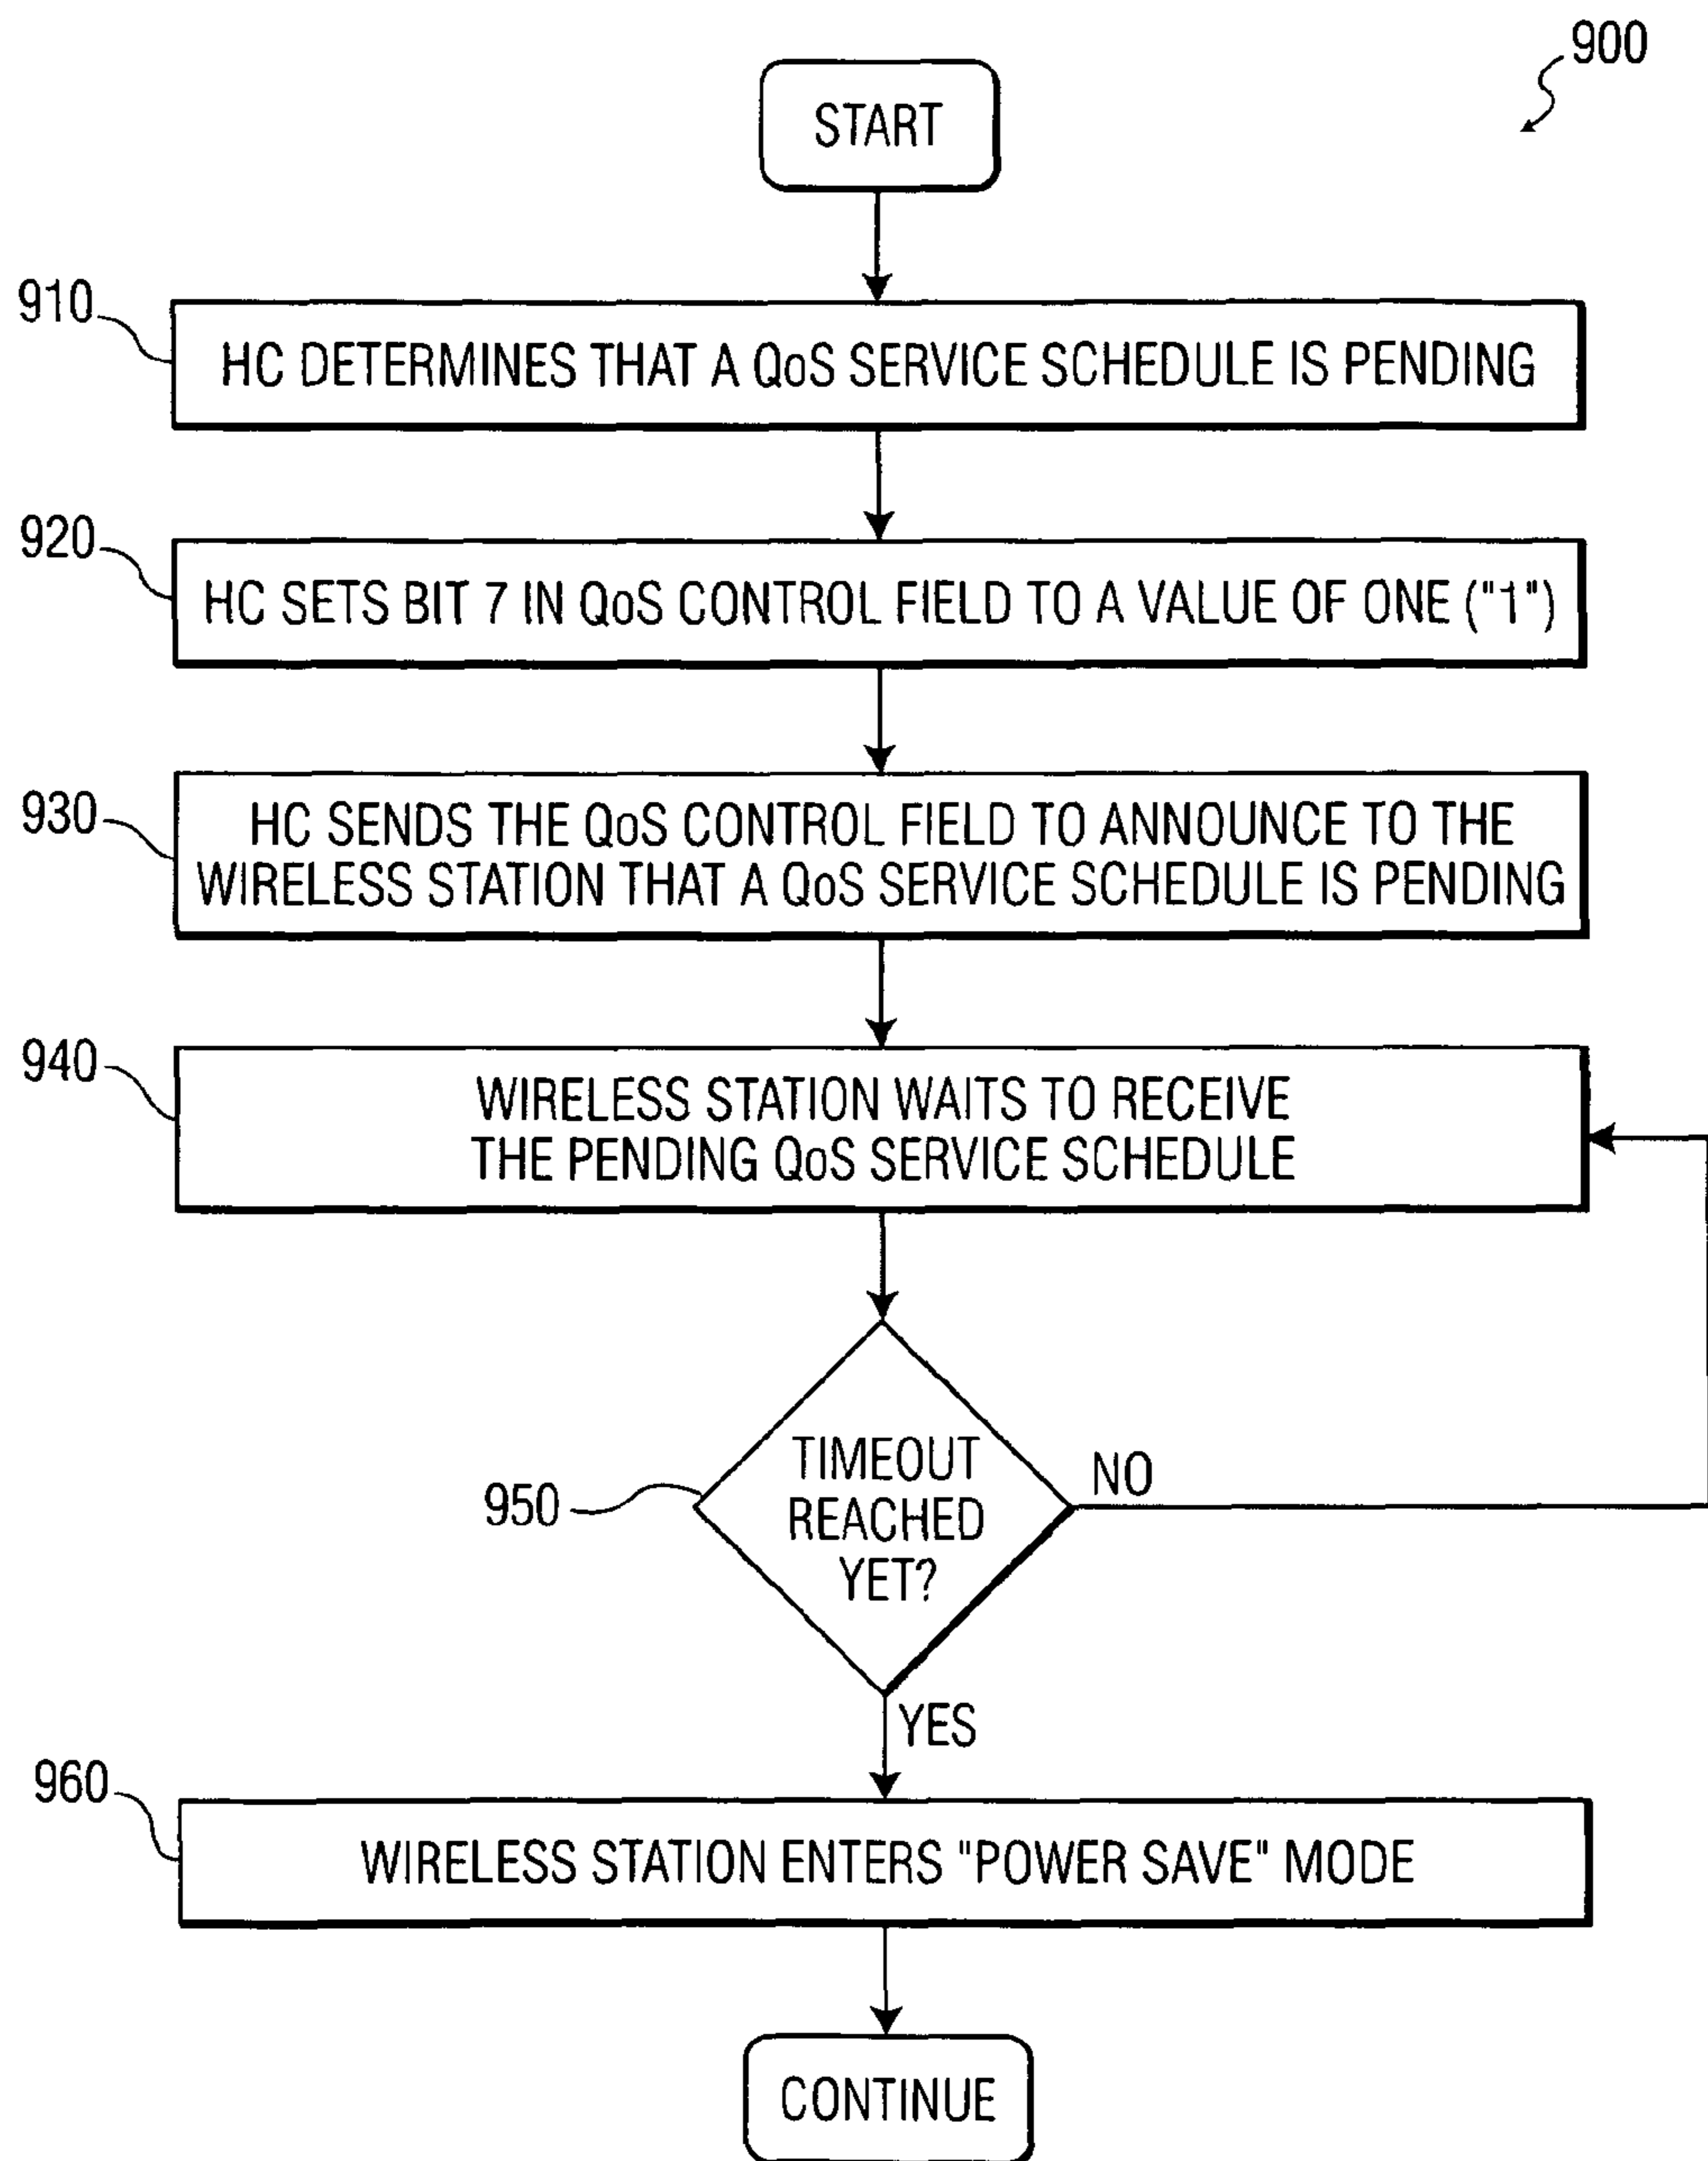 900
START
910
HC DETERMINES THAT A QoS SERVICE SCHEDULE IS PENDING
920
HC SETS BIT 7 IN QoS CONTROL FIELD TO A VALUE OF ONE ("1")
930
HC SENDS THE QoS CONTROL FIELD TO ANNOUNCE TO THE
WIRELESS STATION THAT A QoS SERVICE SCHEDULE IS PENDING
940
WIRELESS STATION WAITS TO RECEIVE
THE PENDING QoS SERVICE SCHEDULE
950
TIMEOUT
REACHED
YET?
NO
YES
960
WIRELESS STATION ENTERS "POWER SAVE" MODE
CONTINUE